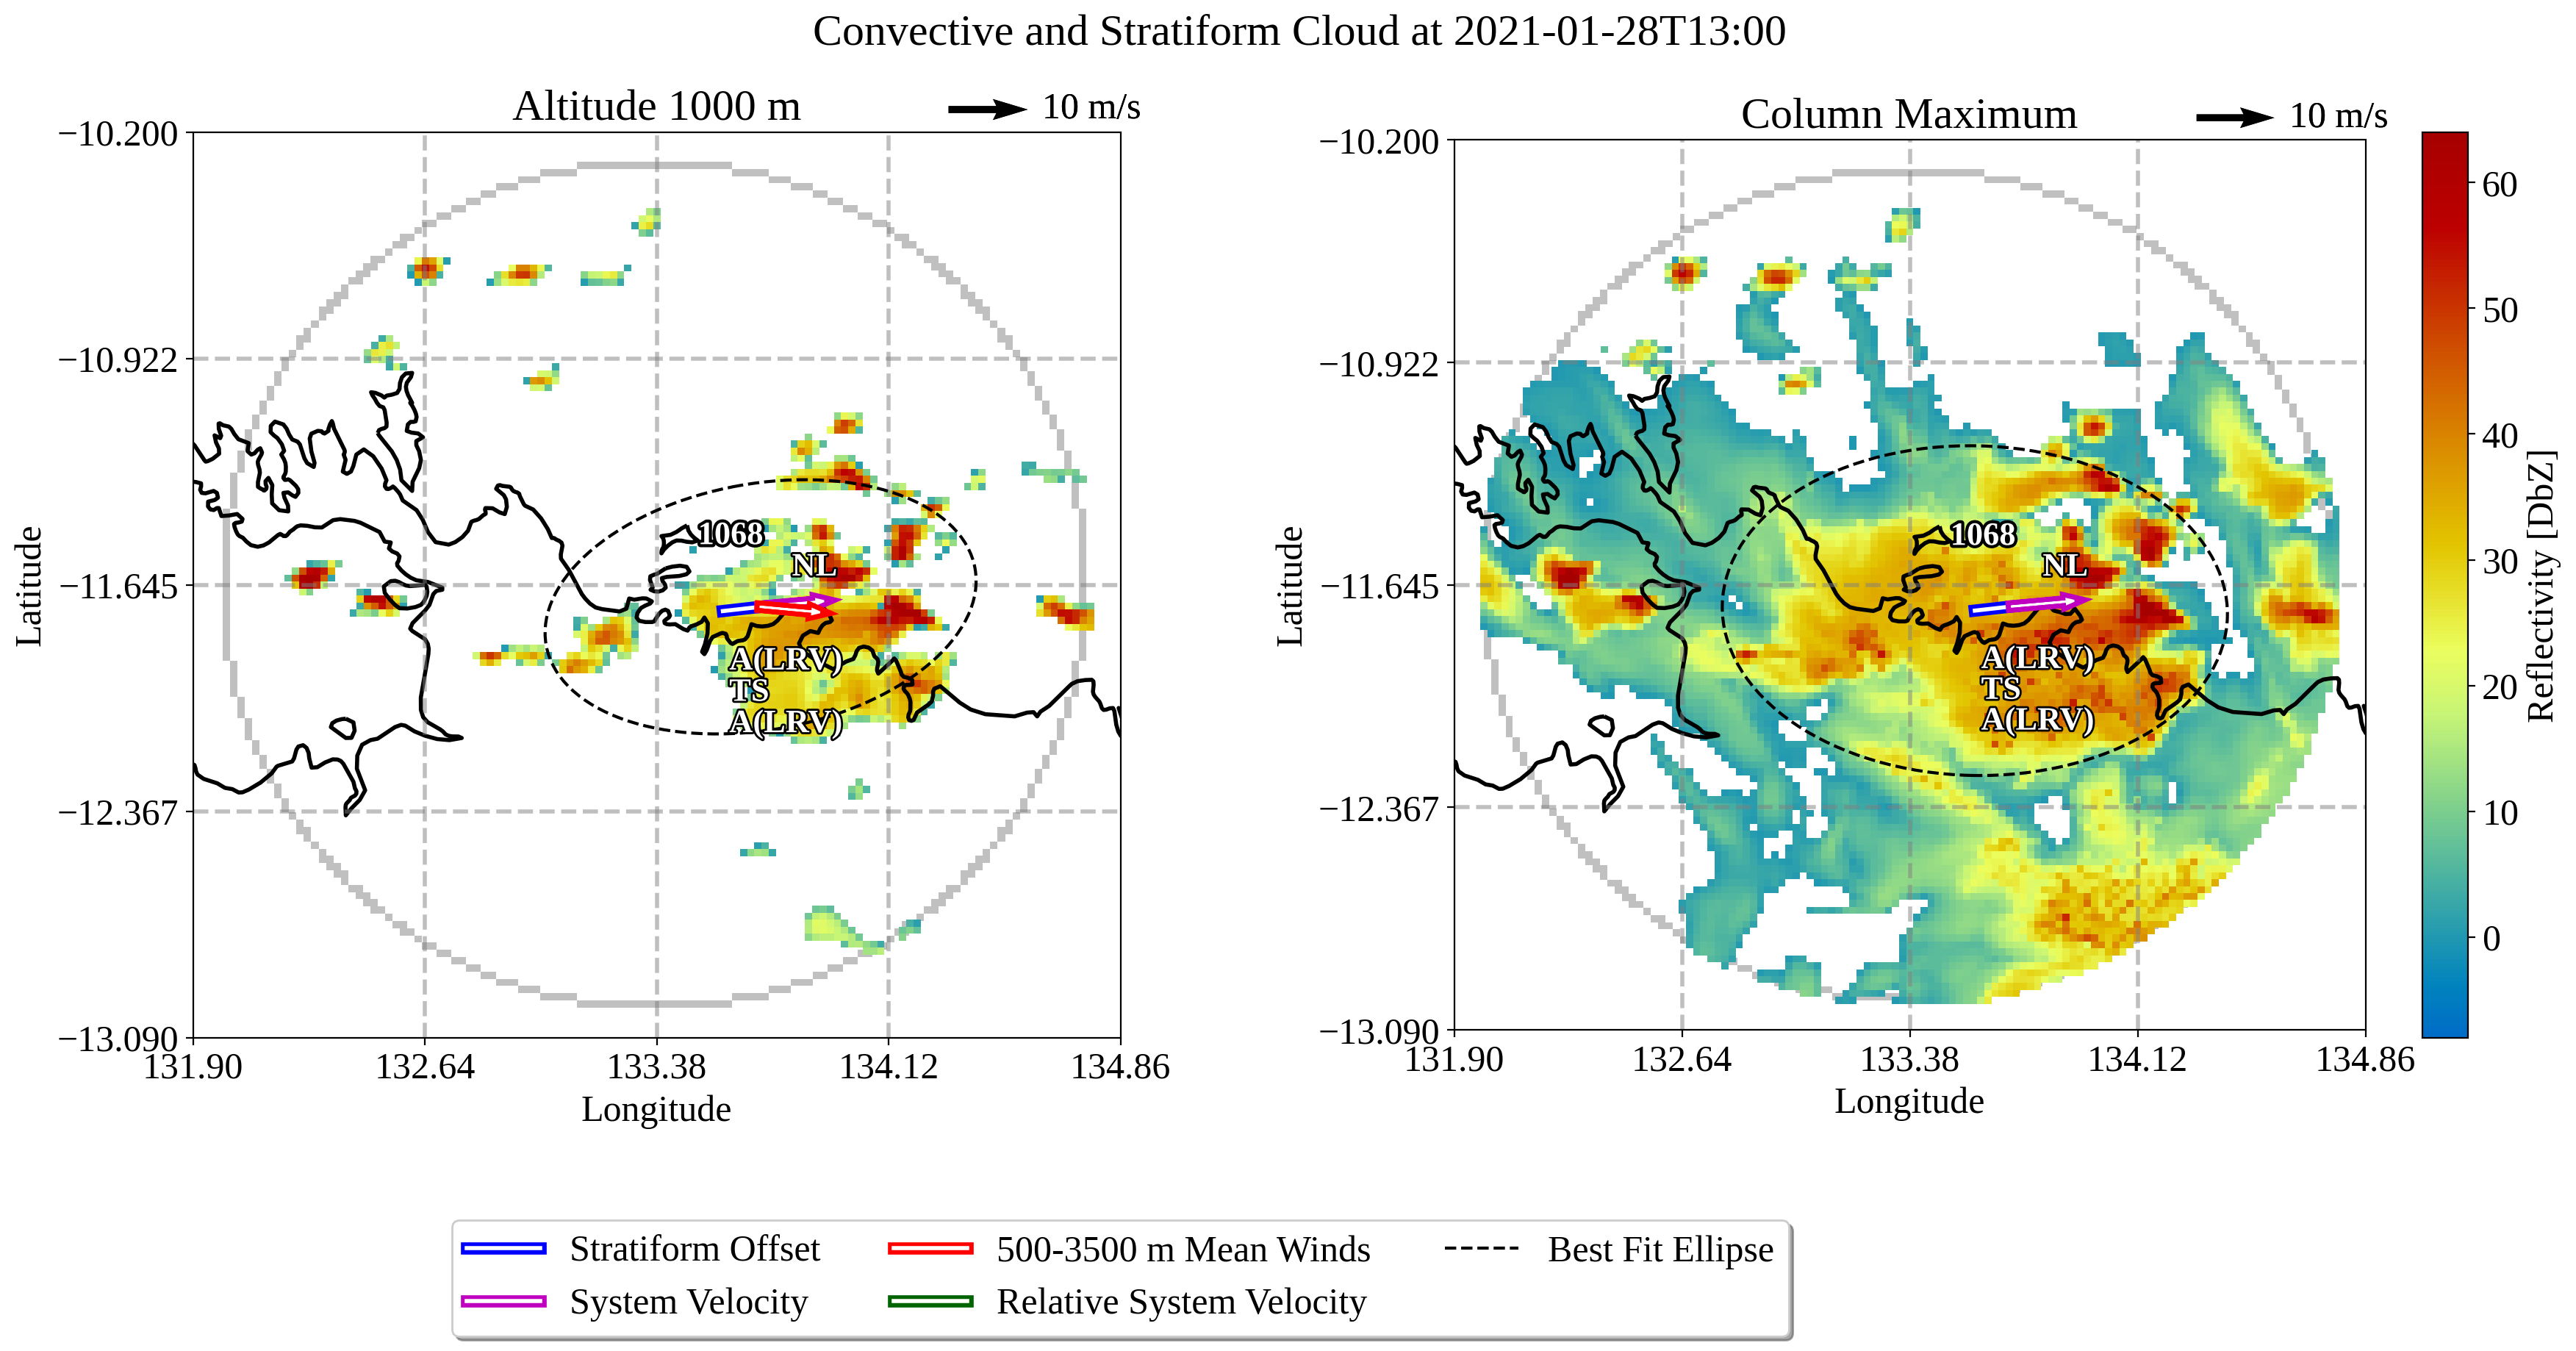 Convective and Stratiform Cloud at 2021-01-28T13:00
Altitude 1000 m
10 m/s
−10.200
−10.922
−11.645
−12.367
−13.090
Latitude
131.90
132.64
133.38
134.12
134.86
Longitude
1068
NL
A(LRV)
TS
A(LRV)
Column Maximum
10 m/s
−10.200
−10.922
−11.645
−12.367
−13.090
Latitude
131.90
132.64
133.38
134.12
134.86
Longitude
1068
NL
A(LRV)
TS
A(LRV)
60
50
40
30
20
10
0
Reflectivity [DbZ]
Stratiform Offset
System Velocity
500-3500 m Mean Winds
Relative System Velocity
Best Fit Ellipse